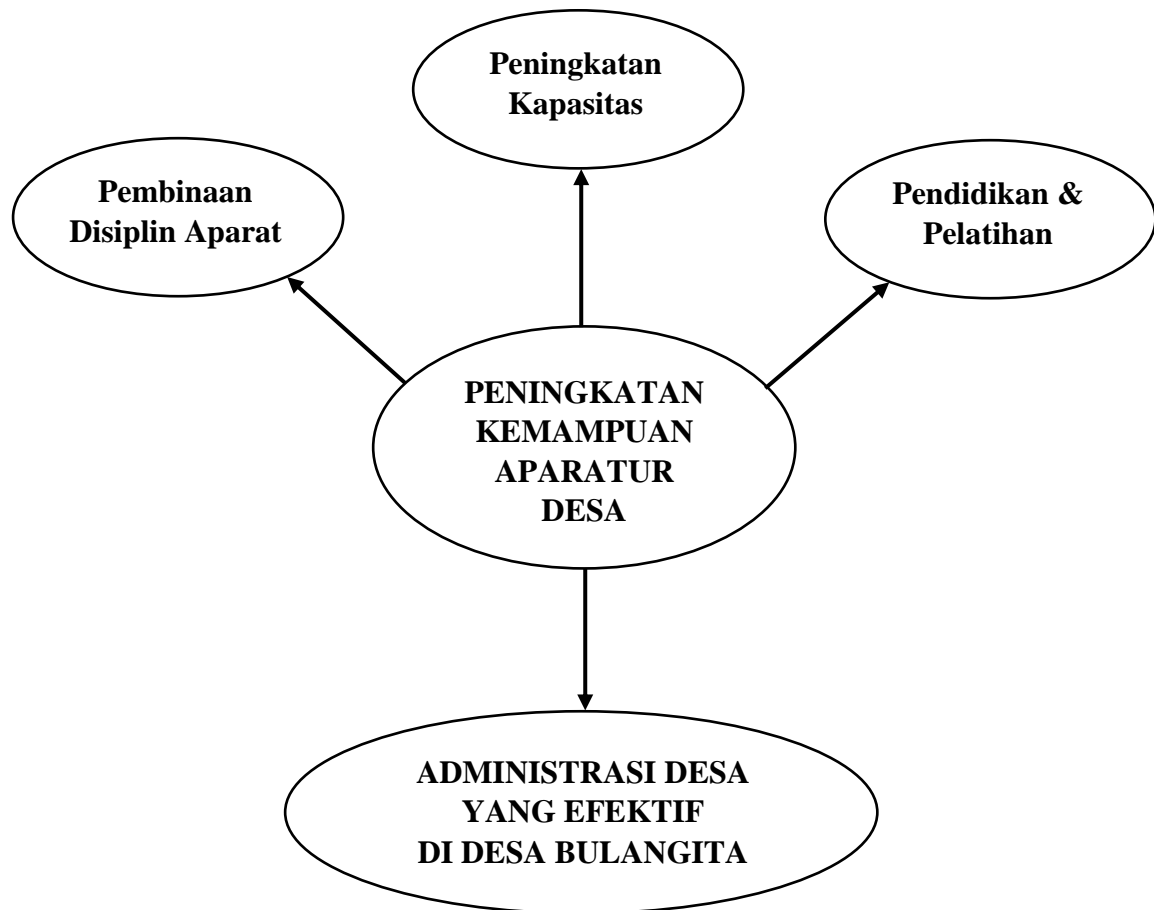 Peningkatan
Kapasitas
Pembinaan
Disiplin Aparat
Pendidikan &
Pelatihan
PENINGKATAN
KEMAMPUAN
APARATUR
DESA
ADMINISTRASI DESA
YANG EFEKTIF
DI DESA BULANGITA